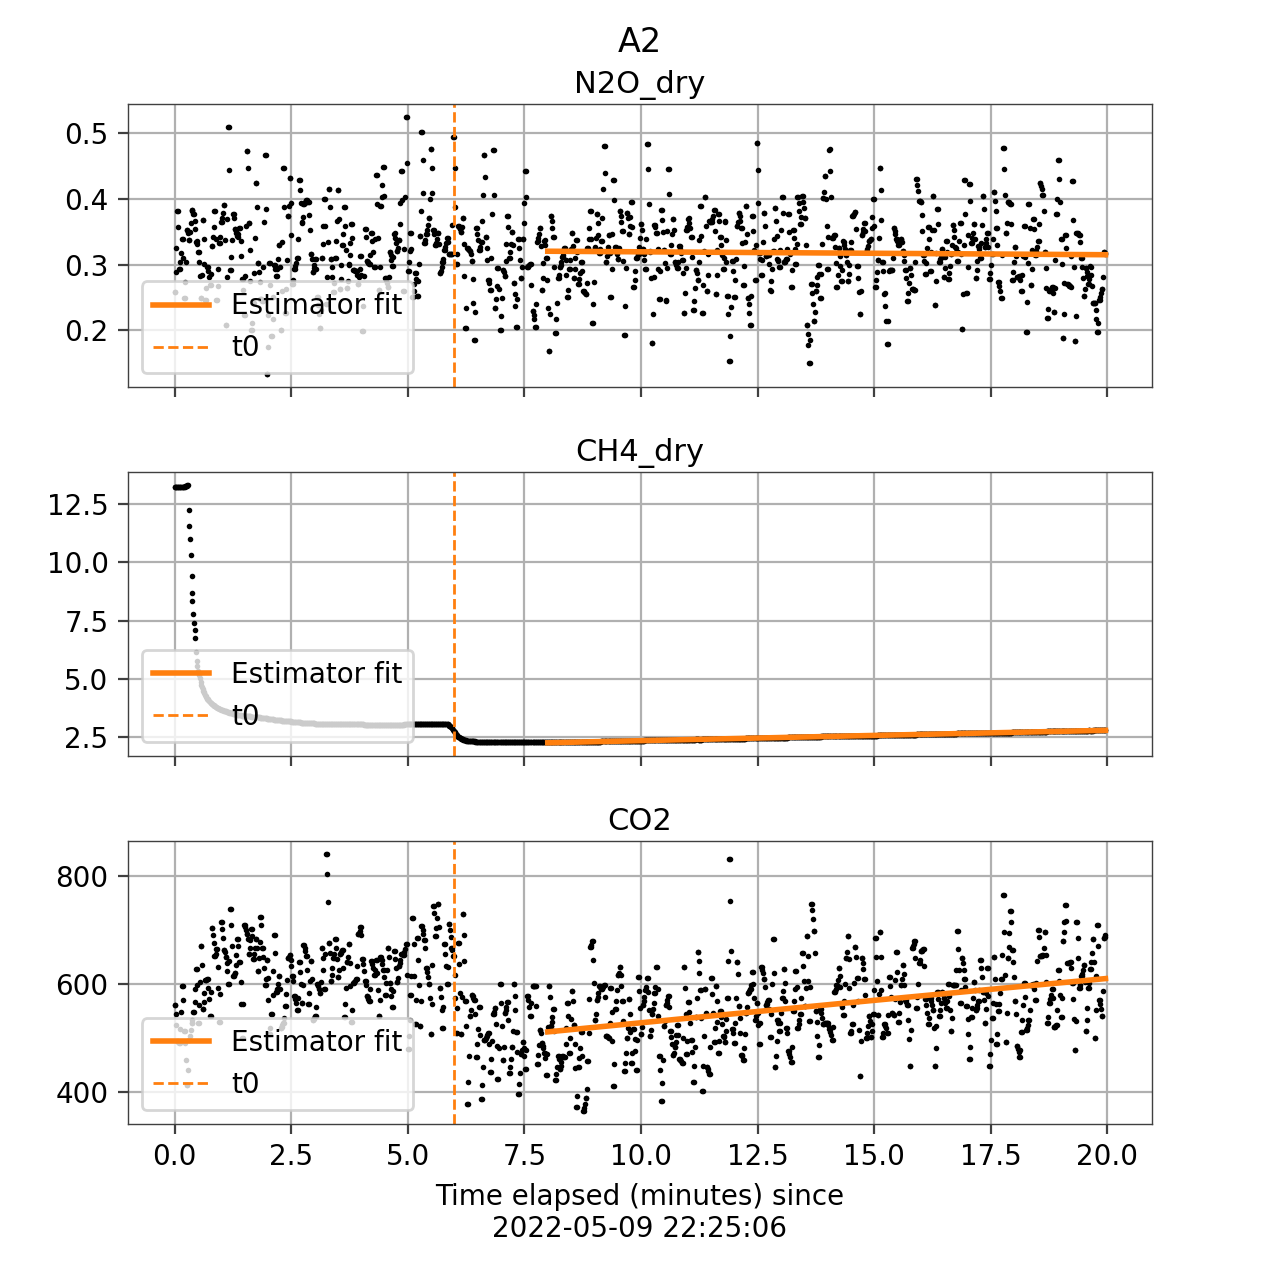 A2
N2O_dry
0.5
0.4
0.3
0.2
Estimator fit
t0
CH4_dry
12.5
10.0
7.5
5.0
2.5
Estimator fit
t0
CO2
800
600
400
Estimator fit
t0
0.0 2.5 5.0 7.5 10.0 12.5 15.0 17.5 20.0
Time elapsed (minutes) since
2022-05-09 22:25:06